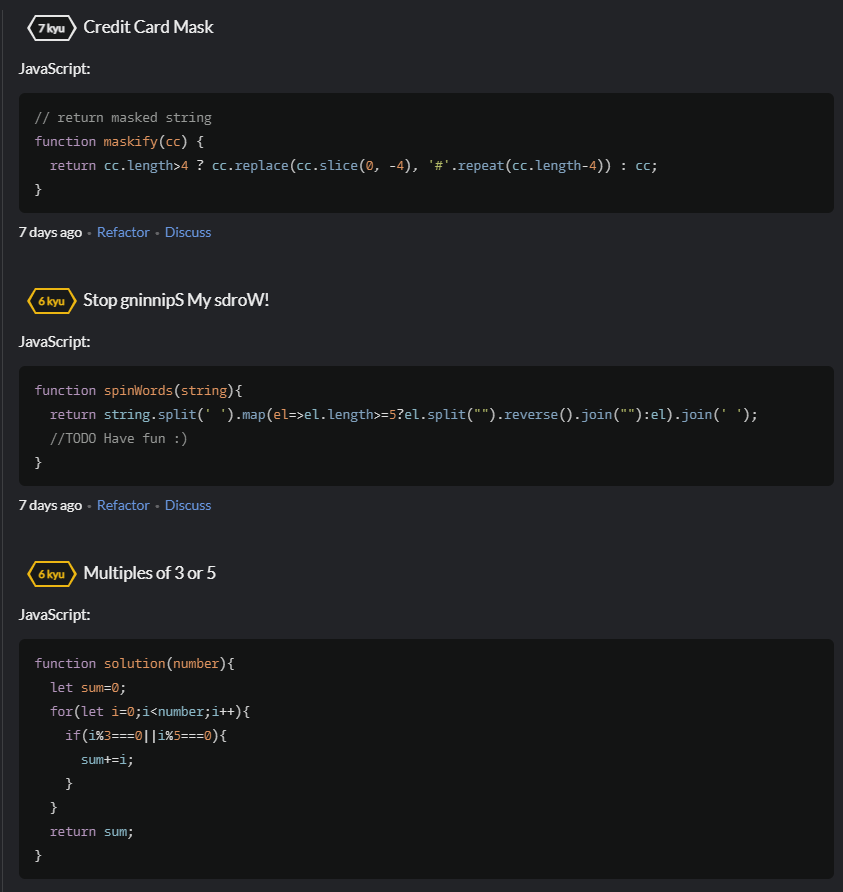 7 kyu Credit Card Mask
JavaScript:
// return masked string
function maskify(cc) {
  return cc.length>4 ? cc.replace(cc.slice(0, -4), '#'.repeat(cc.length-4)) : cc;
}
7 days ago • Refactor • Discuss
6 kyu Stop gninnipS My sdroW!
JavaScript:
function spinWords(string){
  return string.split(' ').map(el=>el.length>=5?el.split("").reverse().join(""):el).join(' ');
  //TODO Have fun :)
}
7 days ago • Refactor • Discuss
6 kyu Multiples of 3 or 5
JavaScript:
function solution(number){
  let sum=0;
  for(let i=0;i<number;i++){
    if(i%3===0||i%5===0){
      sum+=i;
    }
  }
  return sum;
}